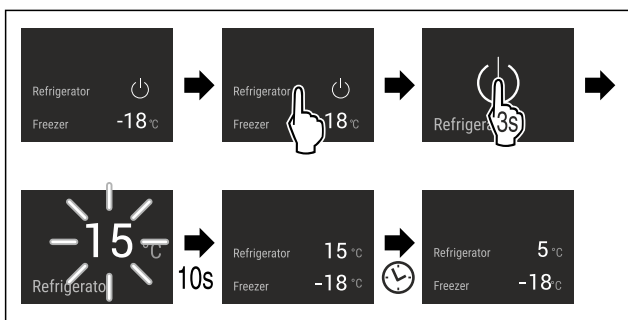 Refrigerator
Freezer -18 °C
Refrigerator
Freezer 18 °C
Refrigera
3s
15 °C
Refrigerato
10s
Refrigerator 15 °C
Freezer -18 °C
Refrigerator 5 °C
Freezer -18 °C